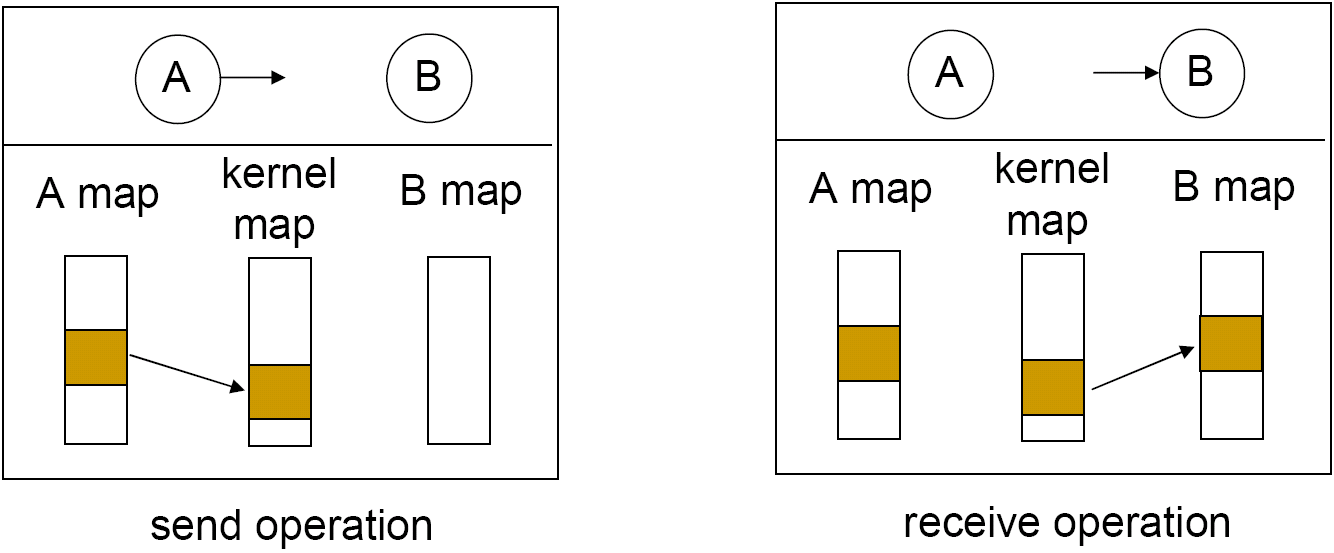 A
B
A map
kernel
map
B map
send operation
A
B
A map
kernel
map
B map
receive operation